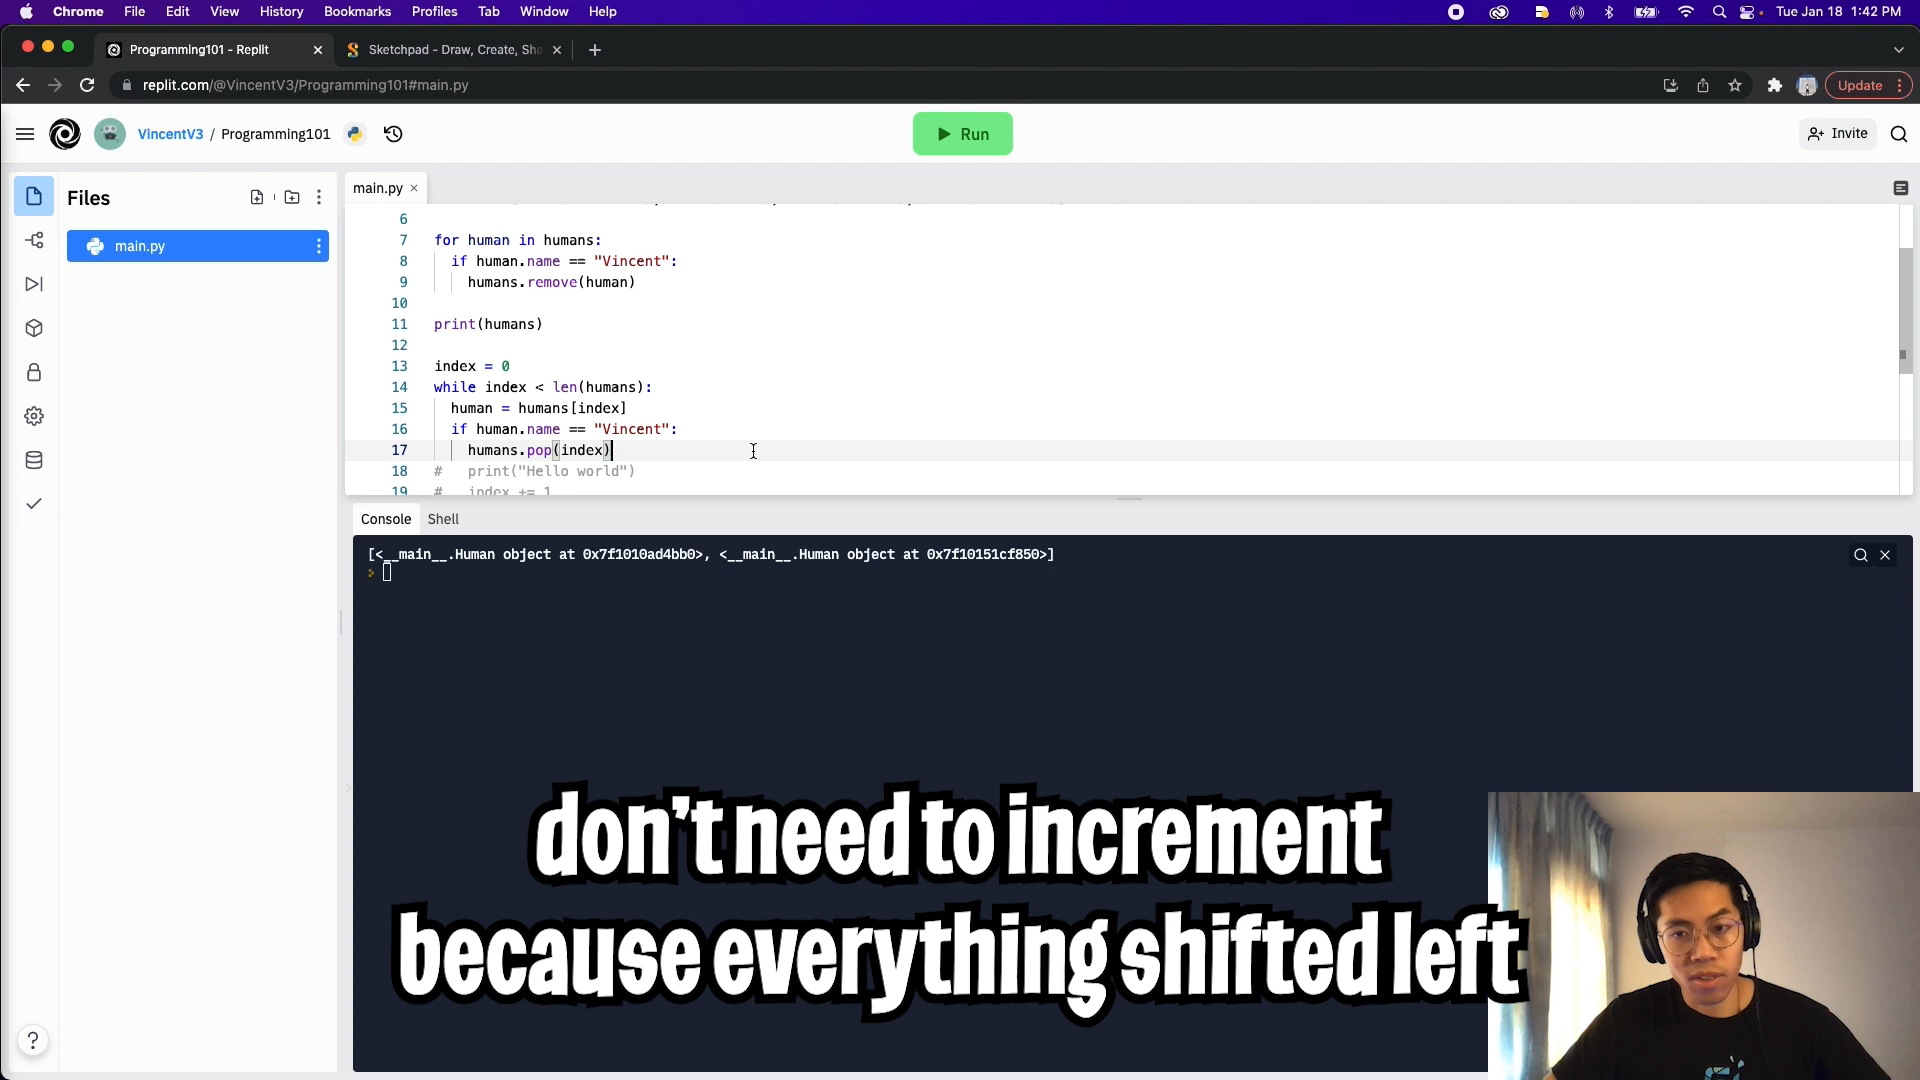 Chrome File Edit View History Bookmarks Profiles Tab Window Help Tue Jan 18 1:42 PM
Programming101 - Replit Sketchpad - Draw, Create, Sha
replit.com/@VincentV3/Programming101#main.py Update
VincentV3 / Programming101 Run Invite
Files main.py
main.py
6
7 for human in humans:
8 if human.name == "Vincent":
9 humans.remove(human)
10
11 print(humans)
12
13 index = 0
14 while index < len(humans):
15 human = humans[index]
16 if human.name == "Vincent":
17 humans.pop(index)
18 # print("Hello world")
19 # index += 1
Console Shell
[<__main__.Human object at 0x7f1010ad4bb0>, <__main__.Human object at 0x7f10151cf850>]
don't need to increment
because everything shifted left
?